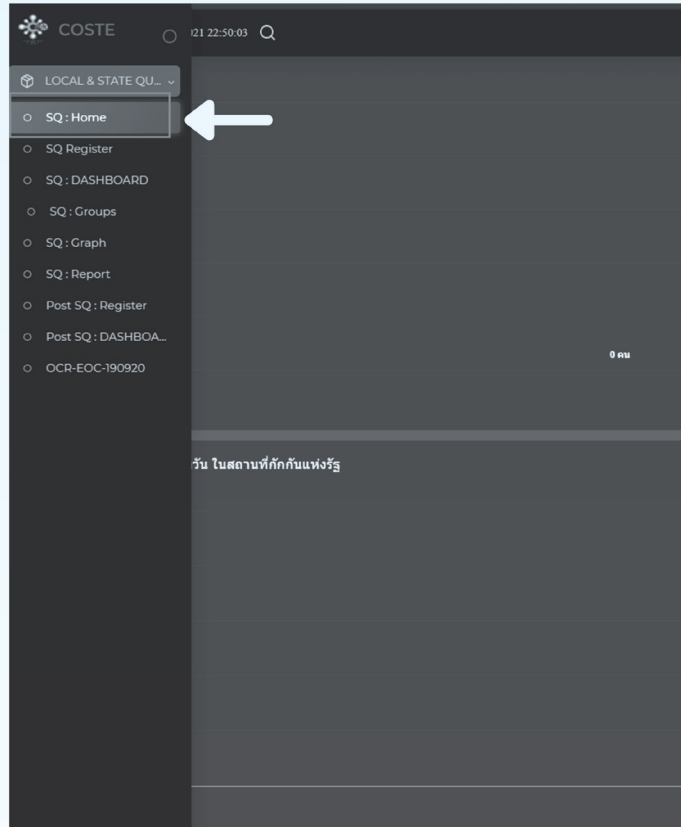 COSTE
021 22:50:03
LOCAL & STATE QU...
SQ : Home
SQ Register
SQ : DASHBOARD
SQ : Groups
SQ : Graph
SQ : Report
Post SQ : Register
Post SQ : DASHBOA...
OCR-EOC-190920
0 คน
วัน ในสถานที่กักกันแห่งรัฐ